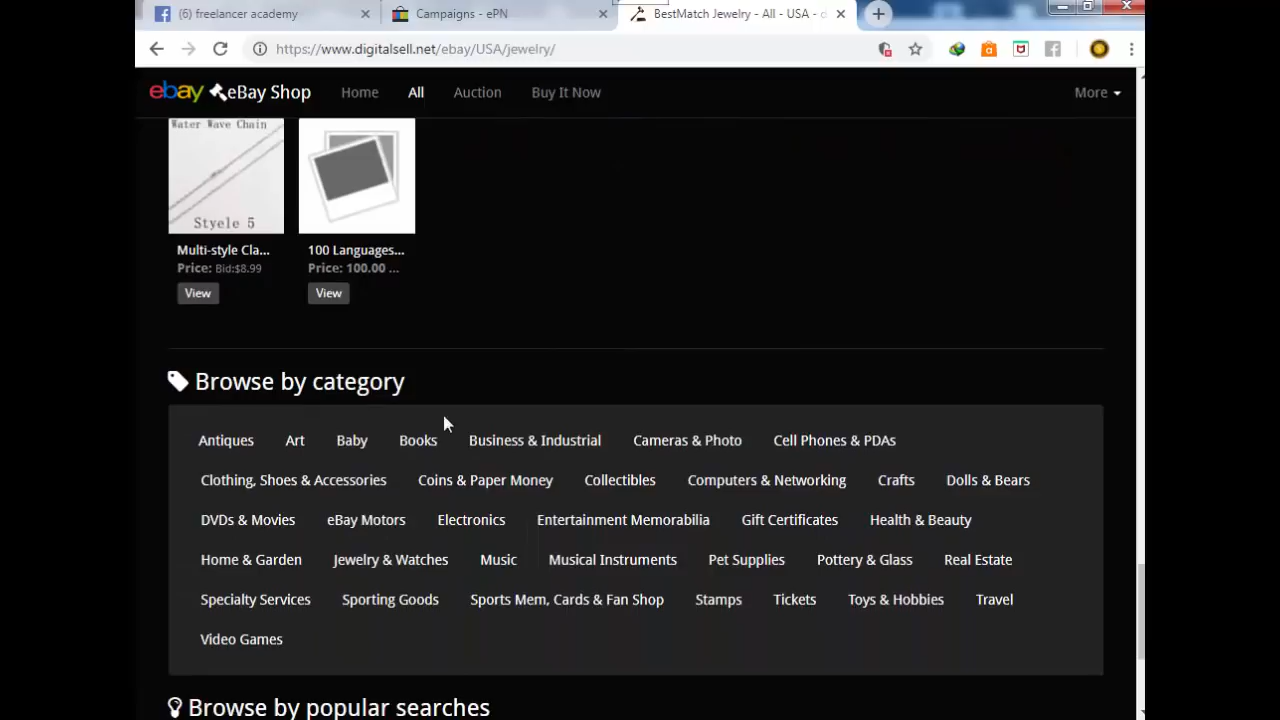 (6) freelancer academy
Campaigns - ePN
BestMatch Jewelry - All - USA -
https://www.digitalsell.net/ebay/USA/jewelry/
ebay eBay Shop Home All Auction Buy It Now More
Water Wave Chain
Styele 5
Multi-style Cla... 100 Languages...
Price: Bid:$8.99 Price: 100.00 ...
View View
Browse by category
Antiques Art Baby Books Business & Industrial Cameras & Photo Cell Phones & PDAs
Clothing, Shoes & Accessories Coins & Paper Money Collectibles Computers & Networking Crafts Dolls & Bears
DVDs & Movies eBay Motors Electronics Entertainment Memorabilia Gift Certificates Health & Beauty
Home & Garden Jewelry & Watches Music Musical Instruments Pet Supplies Pottery & Glass Real Estate
Specialty Services Sporting Goods Sports Mem, Cards & Fan Shop Stamps Tickets Toys & Hobbies Travel
Video Games
Browse by popular searches